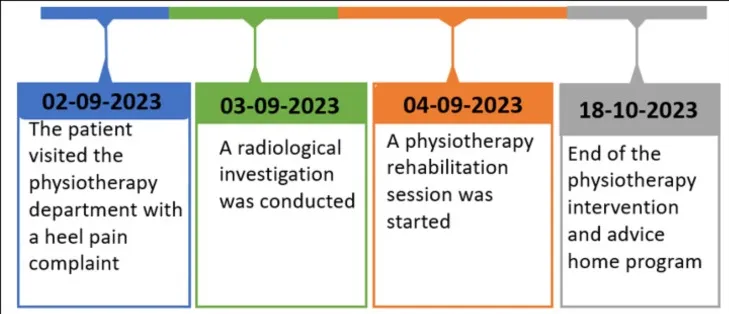 02-09-2023
The patient
visited the
physiotherapy
department with
a heel pain
complaint
03-09-2023
A radiological
investigation
was conducted
04-09-2023
A physiotherapy
rehabilitation
session was
started
18-10-2023
End of the
physiotherapy
intervention
and advice
home program